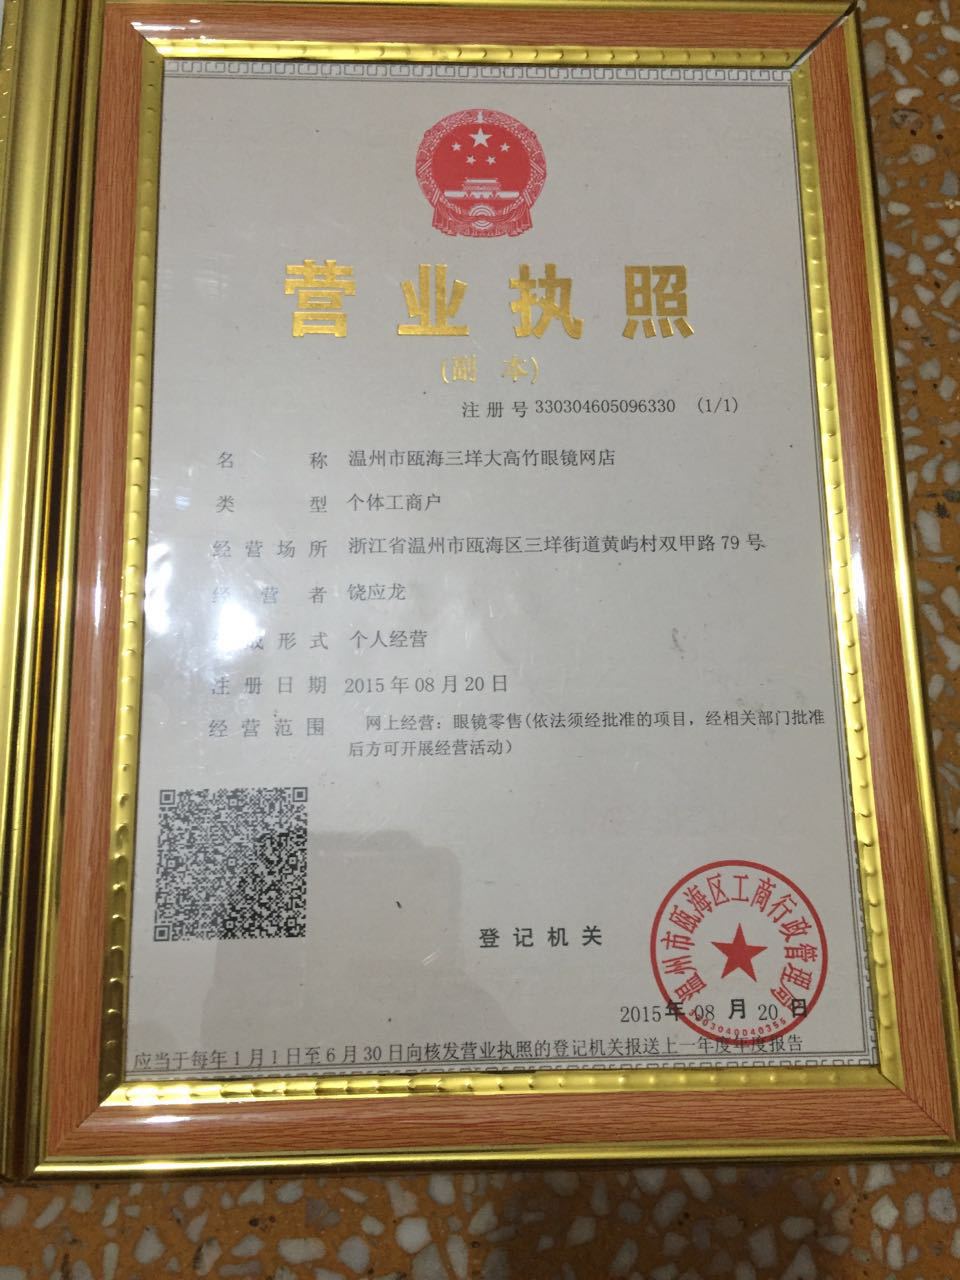 营业执照
(副 本)
注册号 330304605096330 (1/1)
名称 温州市瓯海三垟大高竹眼镜网店
类型 个体工商户
经营场所 浙江省温州市瓯海区三垟街道黄屿村双甲路79号
经营者 饶应龙
成形式 个人经营
注册日期 2015年08月20日
经营范围 网上经营：眼镜零售(依法须经批准的项目，经相关部门批准
后方可开展经营活动)
登记机关
温州市瓯海区工商行政管理局
2015年08月20日
3303040040355
应当于每年1月1日至6月30日向核发营业执照的登记机关报送上一年度年度报告